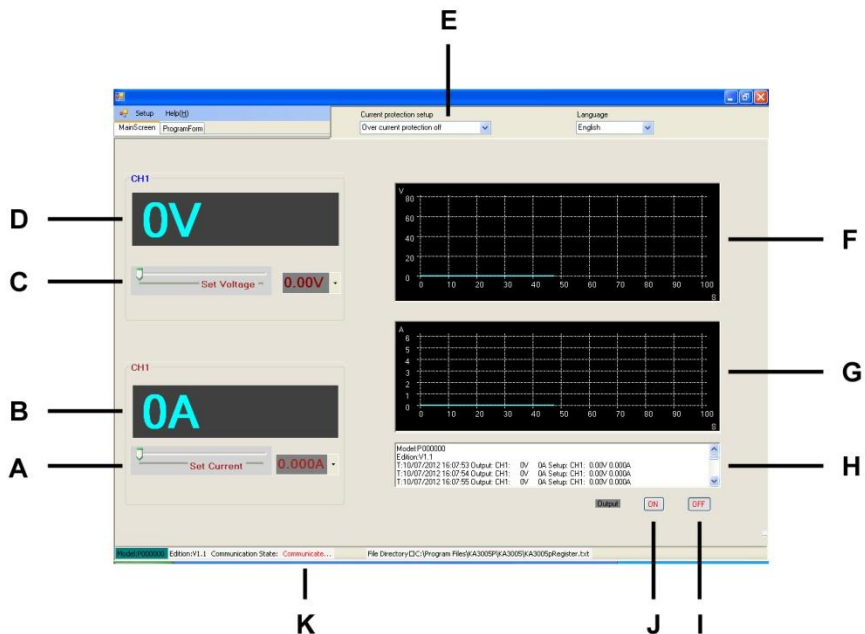 E
Setup Help(H)
Current protection setup
Language
MainScreen ProgramForm
Over current protection off
English
CH1
0V
D
C
Set Voltage
0.00V
V
80
60
40
20
0
0 10 20 30 40 50 60 70 80 90 100
S
F
CH1
0A
B
A
Set Current
0.000A
A
6
5
4
3
2
1
0
0 10 20 30 40 50 60 70 80 90 100
S
G
Model:P000000
Edition:V1.1
T:10/07/2012 16:07:53 Output: CH1: 0V 0A Setup: CH1: 0.00V 0.000A
T:10/07/2012 16:07:54 Output: CH1: 0V 0A Setup: CH1: 0.00V 0.000A
T:10/07/2012 16:07:55 Output: CH1: 0V 0A Setup: CH1: 0.00V 0.000A
H
Output ON OFF
Model:P000000 Edition:V1.1 Communication State: Communicate...
File Directory:C:\Program Files\KA3005P\KA3005\KA3005pRegister.txt
K
J
I